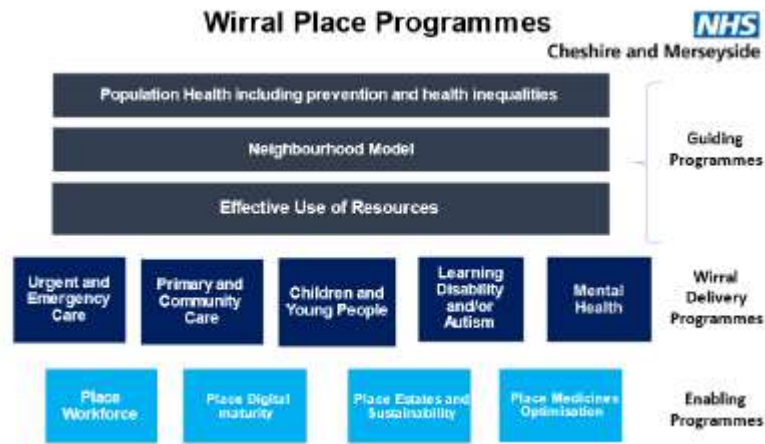 Wirral Place Programmes
NHS
Cheshire and Merseyside
Population Health including prevention and health inequalities
Neighbourhood Model
Effective Use of Resources
Guiding
Programmes
Urgent and
Emergency
Care
Primary and
Community
Care
Children and
Young People
Learning
Disability
and/or
Autism
Mental
Health
Wirral
Delivery
Programmes
Place
Workforce
Place Digital
maturity
Place Estates and
Sustainability
Place Medicines
Optimisation
Enabling
Programmes